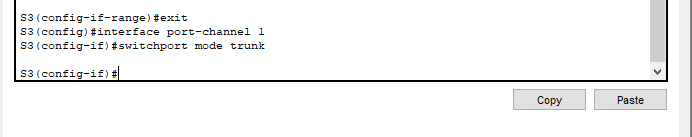 S3(config-if-range)#exit
S3(config)#interface port-channel 1
S3(config-if)#switchport mode trunk
S3(config-if)#
Copy
Paste